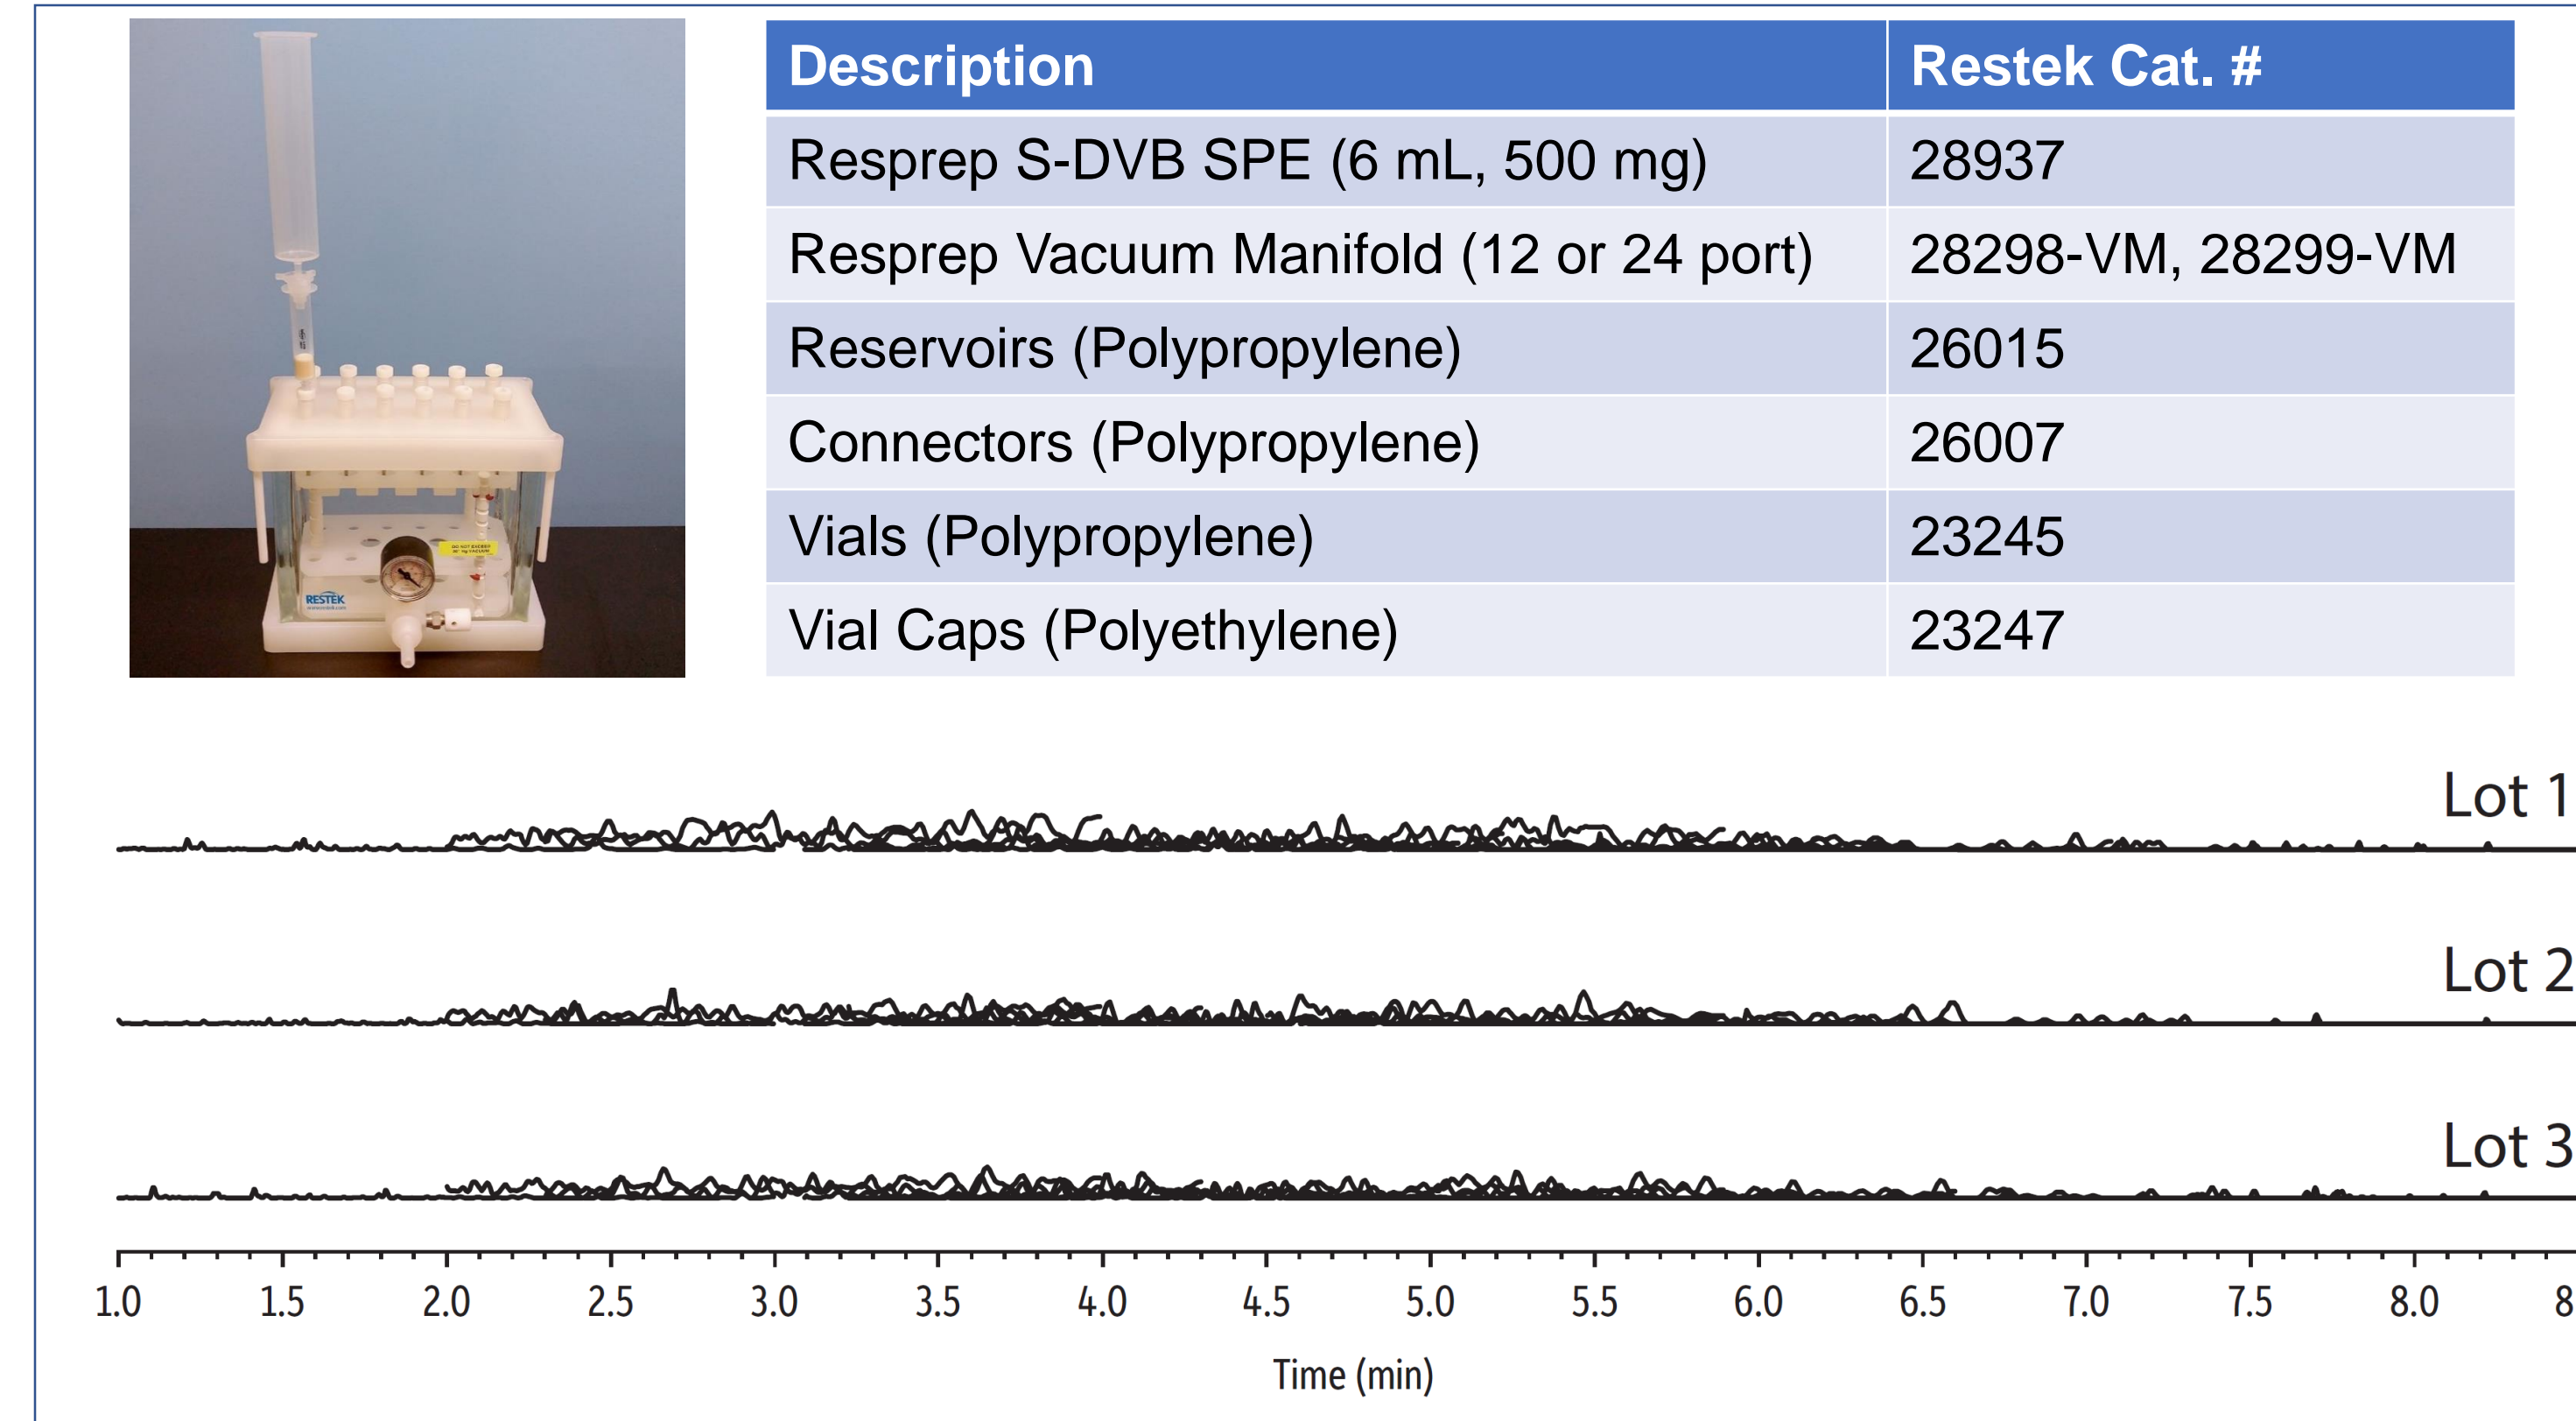 Description Restek Cat. #
Resprep S-DVB SPE (6 mL, 500 mg) 28937
Resprep Vacuum Manifold (12 or 24 port) 28298-VM, 28299-VM
Reservoirs (Polypropylene) 26015
Connectors (Polypropylene) 26007
Vials (Polypropylene) 23245
Vial Caps (Polyethylene) 23247
RESTEK
Lot 1
Lot 2
Lot 3
1.0 1.5 2.0 2.5 3.0 3.5 4.0 4.5 5.0 5.5 6.0 6.5 7.0 7.5 8.0 8
Time (min)